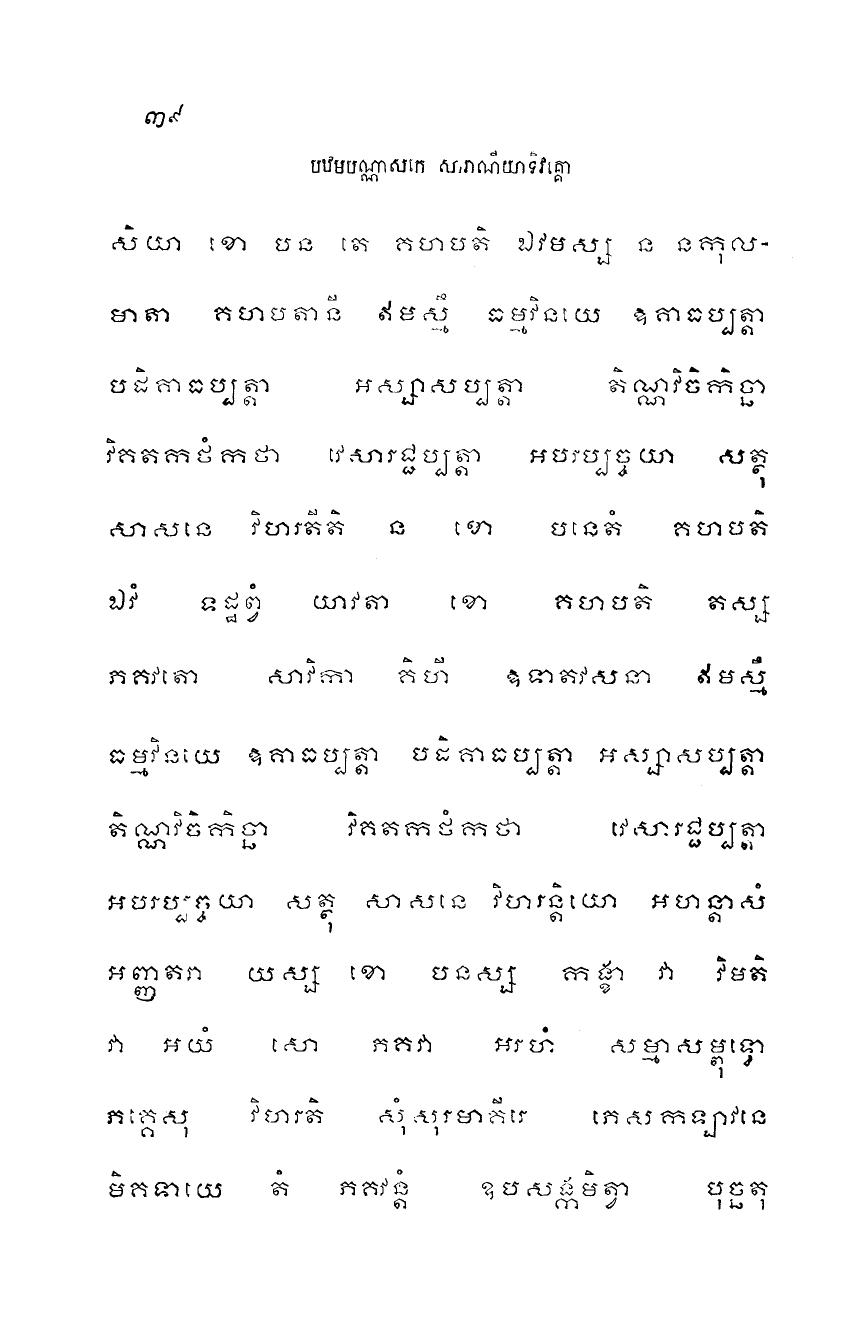 ៣៩
បឋមបណ្ណាសកេ សារាណីយាទិវគ្គោ
សិយា ខោ បន តេ គហបតិ ឯវមស្ស ន នកុល-
មាតា គហបតានី ឥមស្មឹ ធម្មវិនយេ ឱគាធប្បត្តា
បដិគាធប្បត្តា អស្សាសប្បត្តា តិណ្ណវិចិកិច្ឆា
វិគតកថំកថា វេសារជ្ជប្បត្តា អបរប្បច្ចយា សត្ថុ
សាសនេ វិហរតីតិ ន ខោ បនេតំ គហបតិ
ឯវំ ទដ្ឋព្វំ យាវតា ខោ គហបតិ តស្ស
ភគវតោ សាវិកា គិហី ឱទាតវសនា ឥមស្មឹ
ធម្មវិនយេ ឱគាធប្បត្តា បដិគាធប្បត្តា អស្សាសប្បត្តា
តិណ្ណវិចិកិច្ឆា វិគតកថំកថា វេសារជ្ជប្បត្តា
អបរប្បច្ចយា សត្ថុ សាសនេ វិហរន្តិយោ អហន្តាសំ
អញ្ញតរា យស្ស ខោ បនស្ស កង្ខា វា វិមតិ
វា អយំ សោ ភគវា អរហំ សម្មាសម្ពុទ្ធោ
ភគ្គេសុ វិហរតិ សុំសុរមាគីរេ ភេសកឡាវនេ
មិគទាយេ តំ ភគវន្តំ ឧបសង្កមិត្វា បុច្ឆតុ